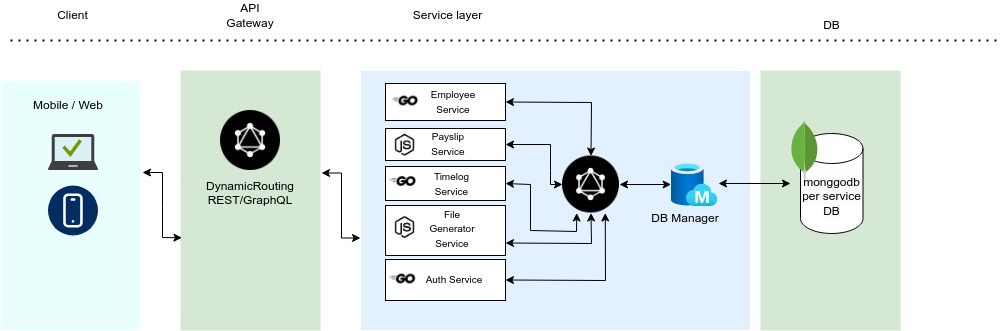 Client
API
Gateway
Service layer
DB
Mobile / Web
DynamicRouting
REST/GraphQL
GO
Employee
Service
JS
Payslip
Service
GO
Timelog
Service
JS
File
Generator
Service
GO
Auth Service
M
DB Manager
monggodb
per service
DB